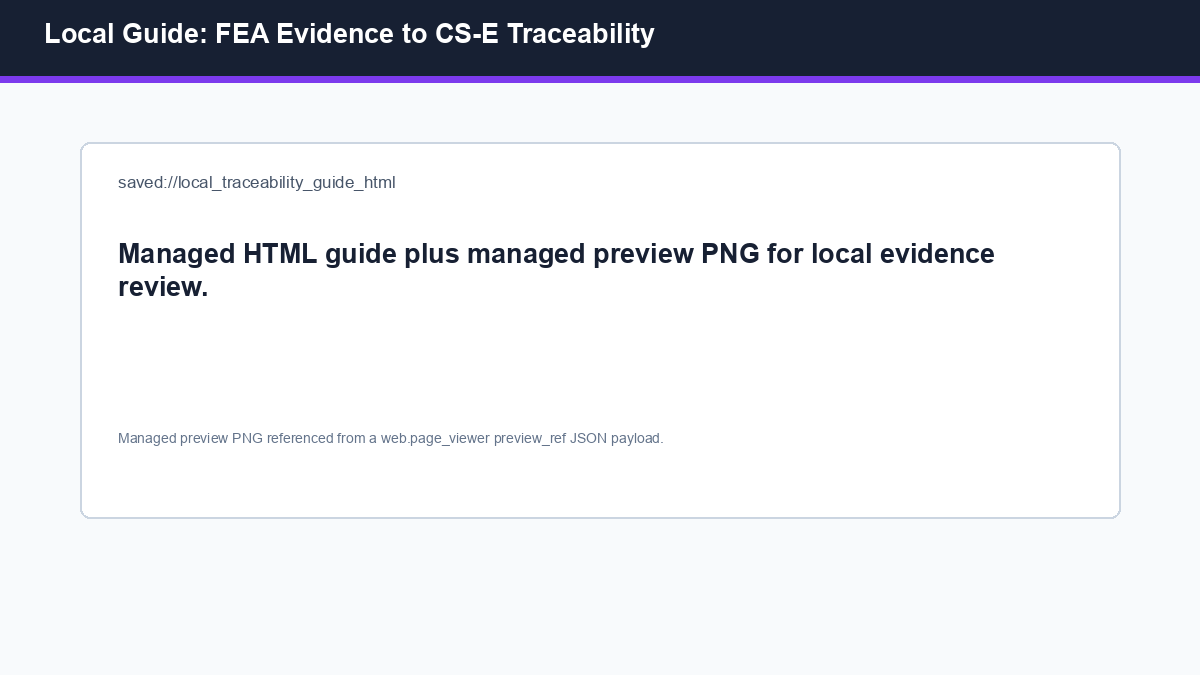 Local Guide: FEA Evidence to CS-E Traceability
saved://local_traceability_guide_html
Managed HTML guide plus managed preview PNG for local evidence
review.
Managed preview PNG referenced from a web.page_viewer preview_ref JSON payload.